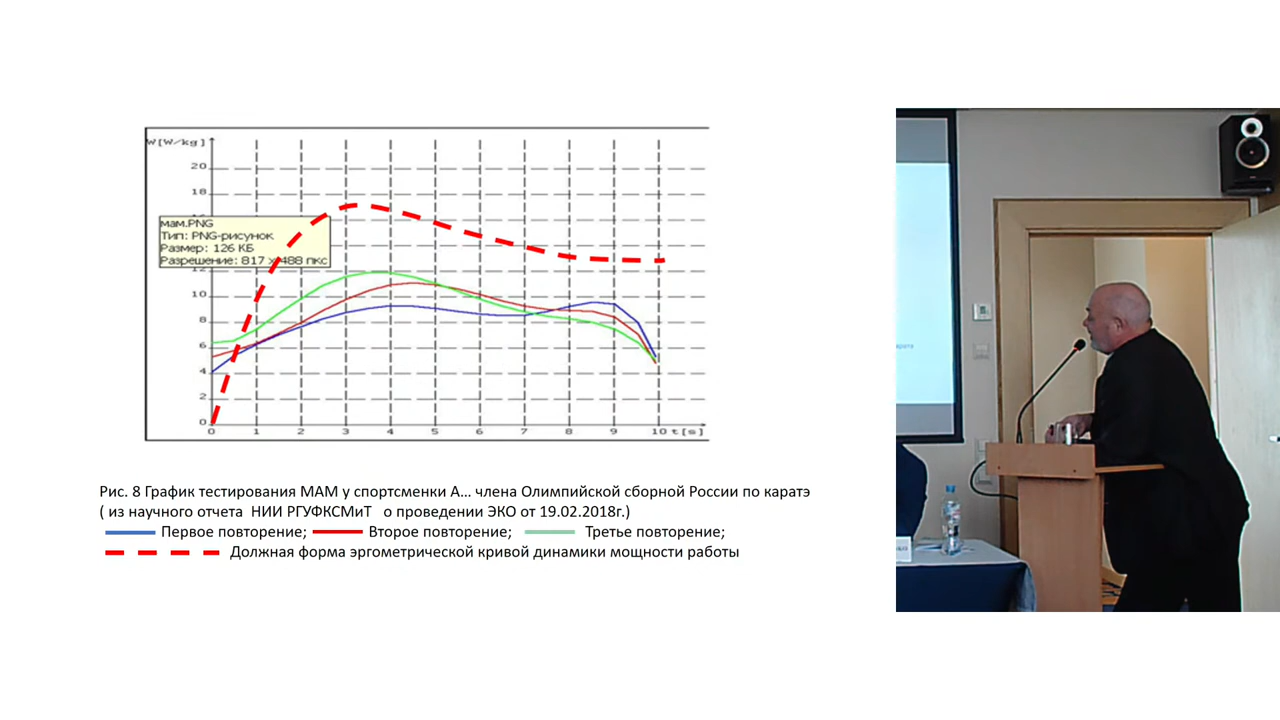 W[W/kg]
20
18
16
мам.PNG
Тип: PNG-рисунок
Размер: 126 КБ
Разрешение: 817 x 488 пкс
12
10
8
6
4
2
0
0 1 2 3 4 5 6 7 8 9 10 t[s]
Рис. 8 График тестирования МАМ у спортсменки А... члена Олимпийской сборной России по каратэ
( из научного отчета НИИ РГУФКСМиТ о проведении ЭКО от 19.02.2018г.)
Первое повторение; Второе повторение; Третье повторение;
Должная форма эргометрической кривой динамики мощности работы